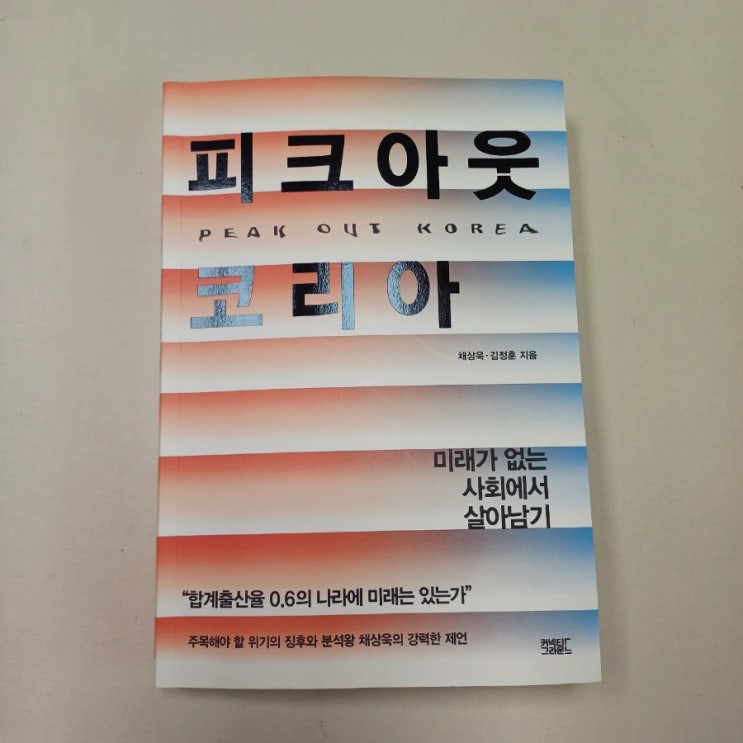 피크아웃
PEAK OUT KOREA
코리아
채상욱·김정훈 지음
미래가 없는
사회에서
살아남기
“합계출산율 0.6의 나라에 미래는 있는가”
주목해야 할 위기의 징후와 분석왕 채상욱의 강력한 제언
커넥티드
그라운드